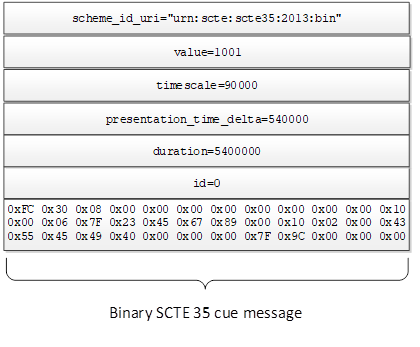 scheme_id_uri="urn:scte:scte35:2013:bin"
value=1001
timescale=90000
presentation_time_delta=540000
duration=5400000
id=0
0xFC 0x30 0x08 0x00 0x00 0x00 0x00 0x00 0x00 0x00 0x00 0x10
0x00 0x06 0x7F 0x23 0x45 0x67 0x89 0x00 0x10 0x02 0x00 0x43
0x55 0x45 0x49 0x40 0x00 0x00 0x00 0x7F 0x9C 0x00 0x00 0x00
Binary SCTE 35 cue message